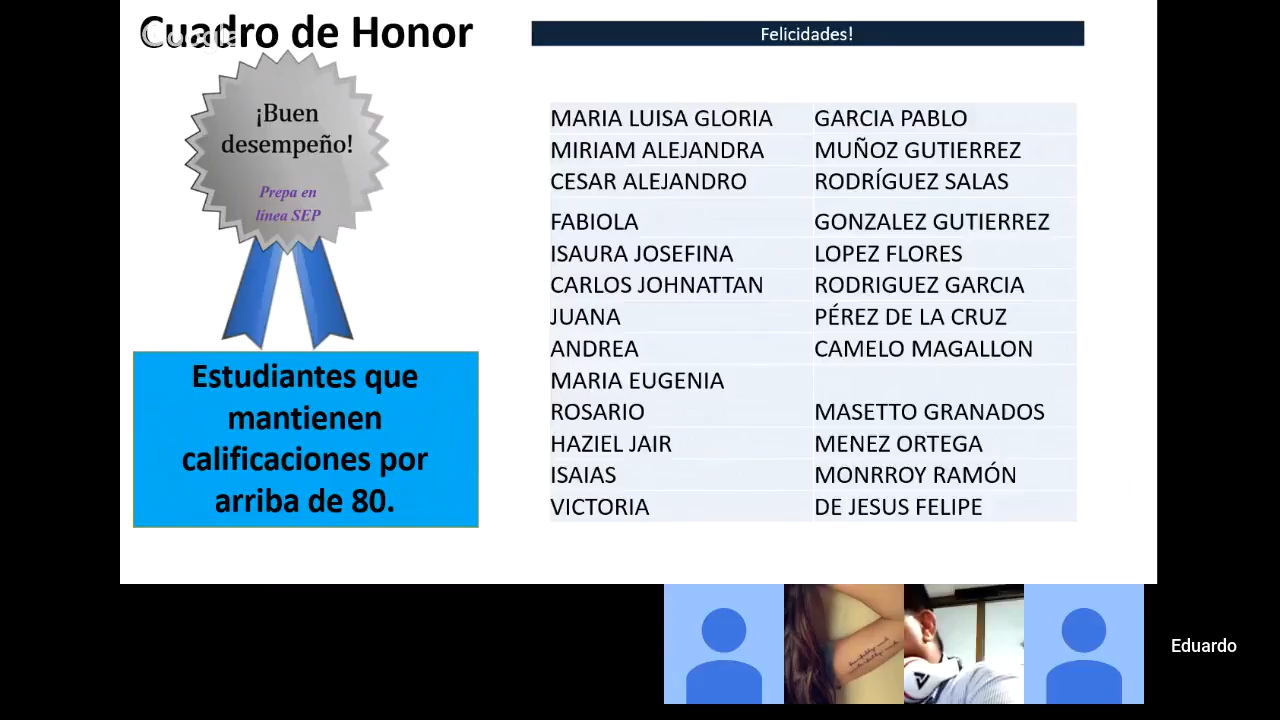 Cuadro de Honor
Google
¡Buen
desempeño!
Prepa en
línea SEP
Estudiantes que
mantienen
calificaciones por
arriba de 80.
Felicidades!
MARIA LUISA GLORIA GARCIA PABLO
MIRIAM ALEJANDRA MUÑOZ GUTIERREZ
CESAR ALEJANDRO RODRÍGUEZ SALAS
FABIOLA GONZALEZ GUTIERREZ
ISAURA JOSEFINA LOPEZ FLORES
CARLOS JOHNATTAN RODRIGUEZ GARCIA
JUANA PÉREZ DE LA CRUZ
ANDREA CAMELO MAGALLON
MARIA EUGENIA
ROSARIO MASETTO GRANADOS
HAZIEL JAIR MENEZ ORTEGA
ISAIAS MONRROY RAMÓN
VICTORIA DE JESUS FELIPE
Eduardo